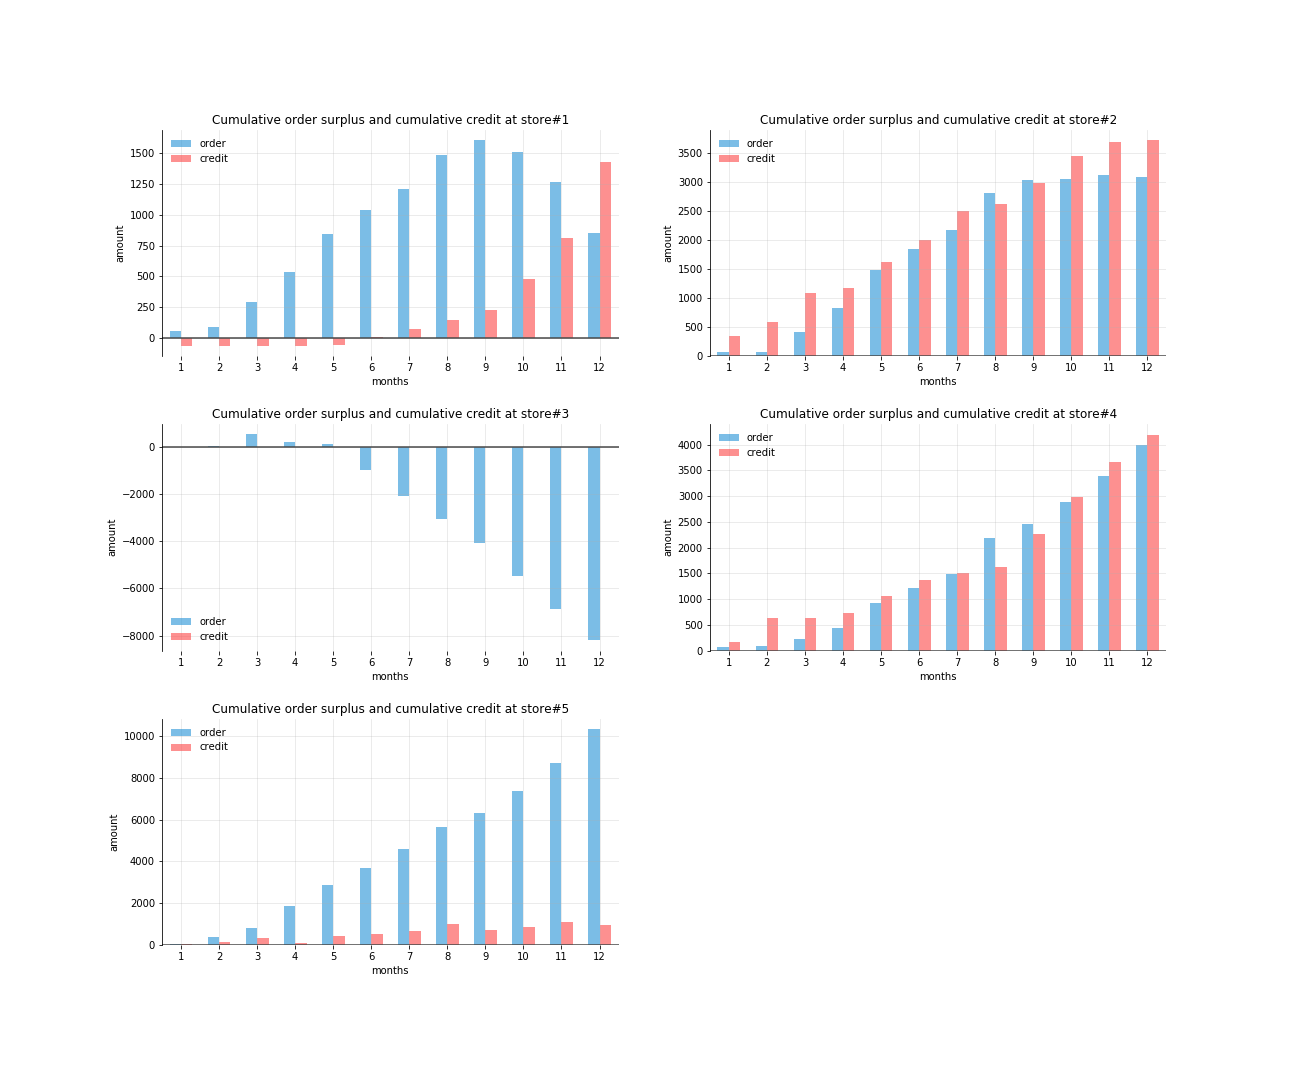 Cumulative order surplus and cumulative credit at store#1
order
credit
1500
1250
1000
750
500
250
0
amount
1 2 3 4 5 6 7 8 9 10 11 12
months
Cumulative order surplus and cumulative credit at store#2
order
credit
3500
3000
2500
2000
1500
1000
500
0
amount
1 2 3 4 5 6 7 8 9 10 11 12
months
Cumulative order surplus and cumulative credit at store#3
0
−2000
−4000
−6000
−8000
amount
order
credit
1 2 3 4 5 6 7 8 9 10 11 12
months
Cumulative order surplus and cumulative credit at store#4
order
credit
4000
3500
3000
2500
2000
1500
1000
500
0
amount
1 2 3 4 5 6 7 8 9 10 11 12
months
Cumulative order surplus and cumulative credit at store#5
order
credit
10000
8000
6000
4000
2000
0
amount
1 2 3 4 5 6 7 8 9 10 11 12
months